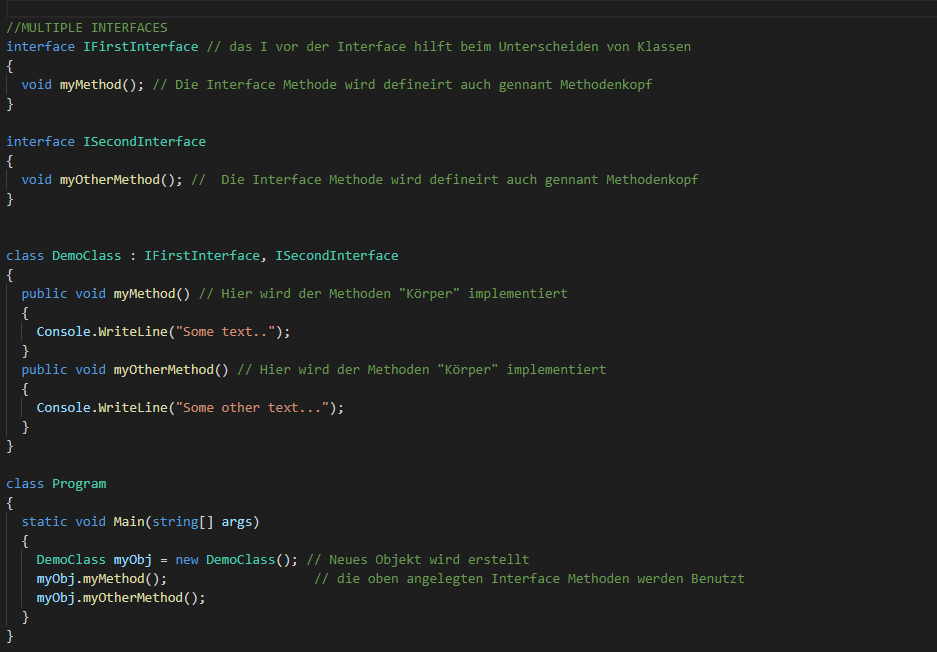 //MULTIPLE INTERFACES
interface IFirstInterface // das I vor der Interface hilft beim Unterscheiden von Klassen
{
  void myMethod(); // Die Interface Methode wird defineirt auch gennant Methodenkopf
}

interface ISecondInterface
{
  void myOtherMethod(); //  Die Interface Methode wird defineirt auch gennant Methodenkopf
}


class DemoClass : IFirstInterface, ISecondInterface
{
  public void myMethod() // Hier wird der Methoden "Körper" implementiert
  {
    Console.WriteLine("Some text..");
  }
  public void myOtherMethod() // Hier wird der Methoden "Körper" implementiert
  {
    Console.WriteLine("Some other text...");
  }
}

class Program
{
  static void Main(string[] args)
  {
    DemoClass myObj = new DemoClass(); // Neues Objekt wird erstellt
    myObj.myMethod();                   // die oben angelegten Interface Methoden werden Benutzt
    myObj.myOtherMethod();
  }
}